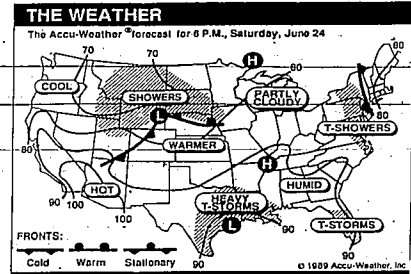 THE WEATHER
The Accu-Weather® forecast for 6 P.M., Saturday, June 24
70
70
H
80
80
COOL
SHOWERS
PARTLY
CLOUDY
L
80
T-SHOWERS
WARMER
80
80
H
HOT
HEAVY
T-STORMS
HUMID
90
100
100
L
T-STORMS
90
90
FRONTS:
Cold
Warm
Stationary
© 1989 Accu-Weather, Inc